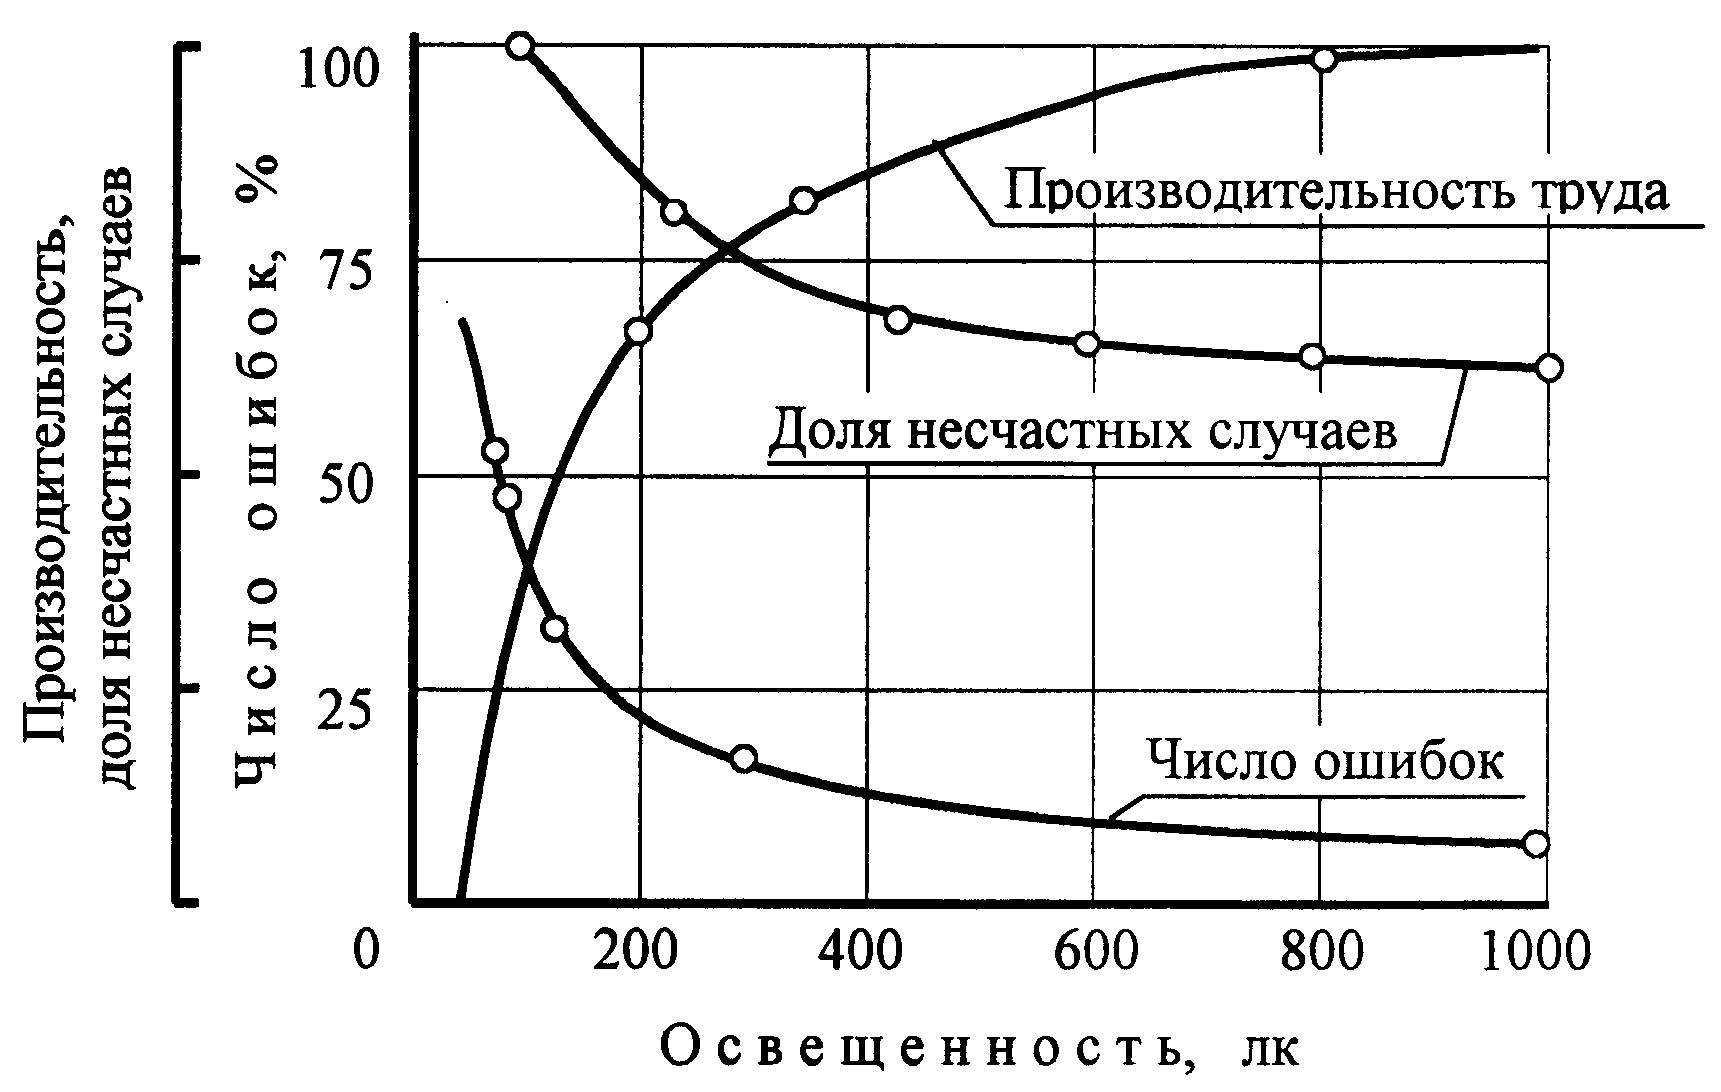 Производительность,
доля несчастных случаев
Число ошибок, %
100
75
50
25
0
200
400
600
800
1000
Производительность труда
Доля несчастных случаев
Число ошибок
Освещенность, лк